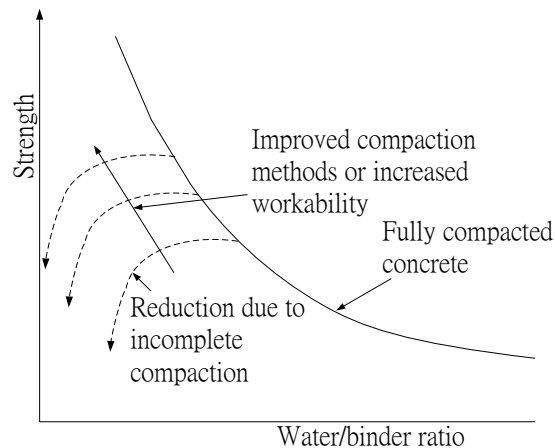 Strength
Improved compaction
methods or increased
workability
Fully compacted
concrete
Reduction due to
incomplete
compaction
Water/binder ratio